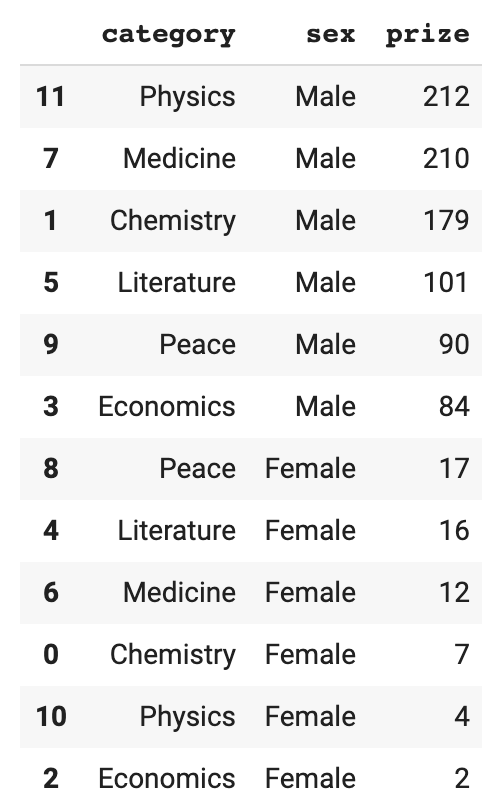 category sex prize
11 Physics Male 212
7 Medicine Male 210
1 Chemistry Male 179
5 Literature Male 101
9 Peace Male 90
3 Economics Male 84
8 Peace Female 17
4 Literature Female 16
6 Medicine Female 12
0 Chemistry Female 7
10 Physics Female 4
2 Economics Female 2